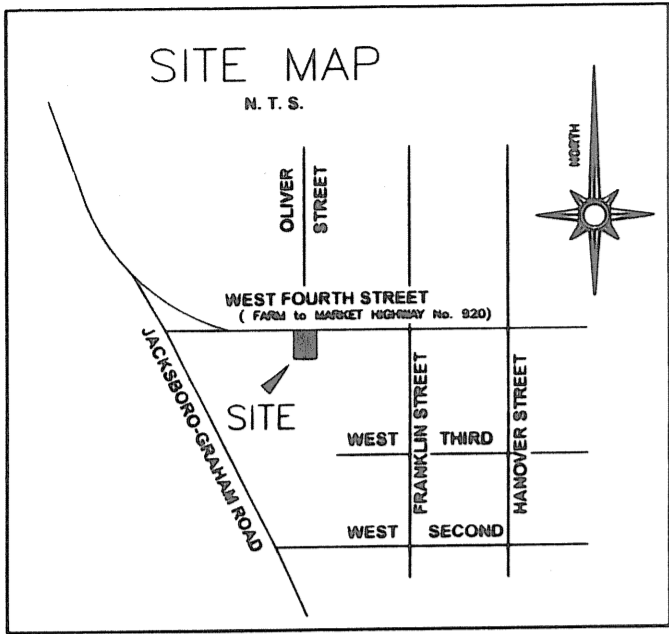 SITE MAP
N. T. S.
NORTH
OLIVER
STREET
WEST FOURTH STREET
( FARM to MARKET HIGHWAY No. 920)
JACKSBORO-GRAHAM ROAD
SITE
FRANKLIN STREET
HANOVER STREET
WEST THIRD
WEST SECOND